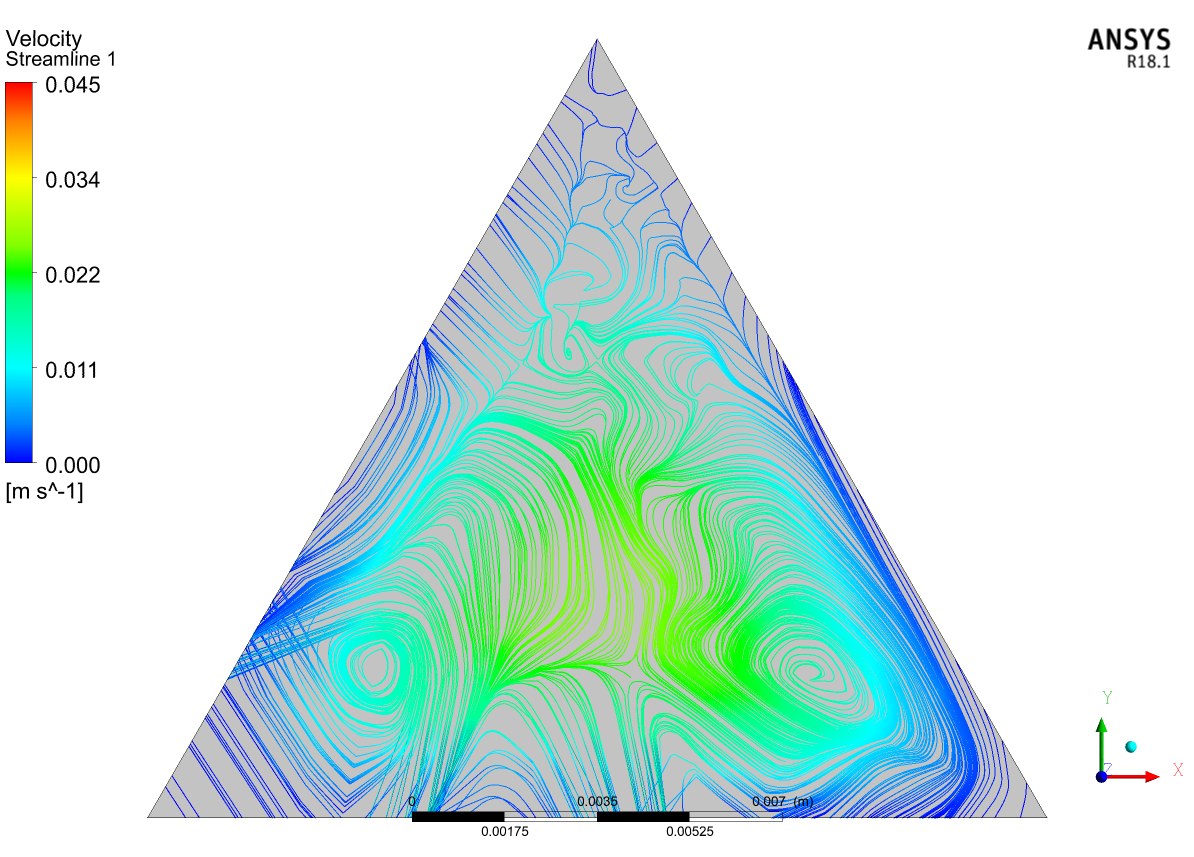 Velocity
Streamline 1
ANSYS
R18.1
0.045
0.034
0.022
0.011
0.000
[m s^-1]
Y
Z
X
0
0.0035
0.007 (m)
0.00175
0.00525